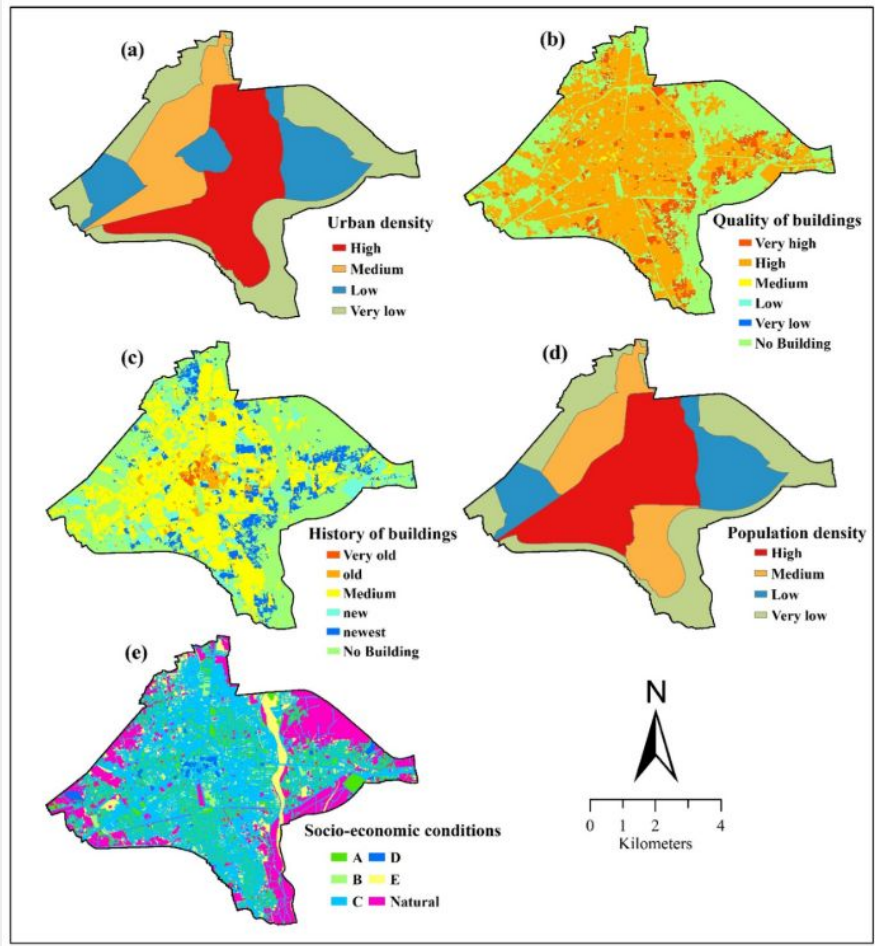 (a)
Urban density
High
Medium
Low
Very low
(b)
Quality of buildings
Very high
High
Medium
Low
Very low
No Building
(c)
History of buildings
Very old
old
Medium
new
newest
No Building
(d)
Population density
High
Medium
Low
Very low
(e)
Socio-economic conditions
A D
B E
C Natural
N
0 1 2 4
Kilometers